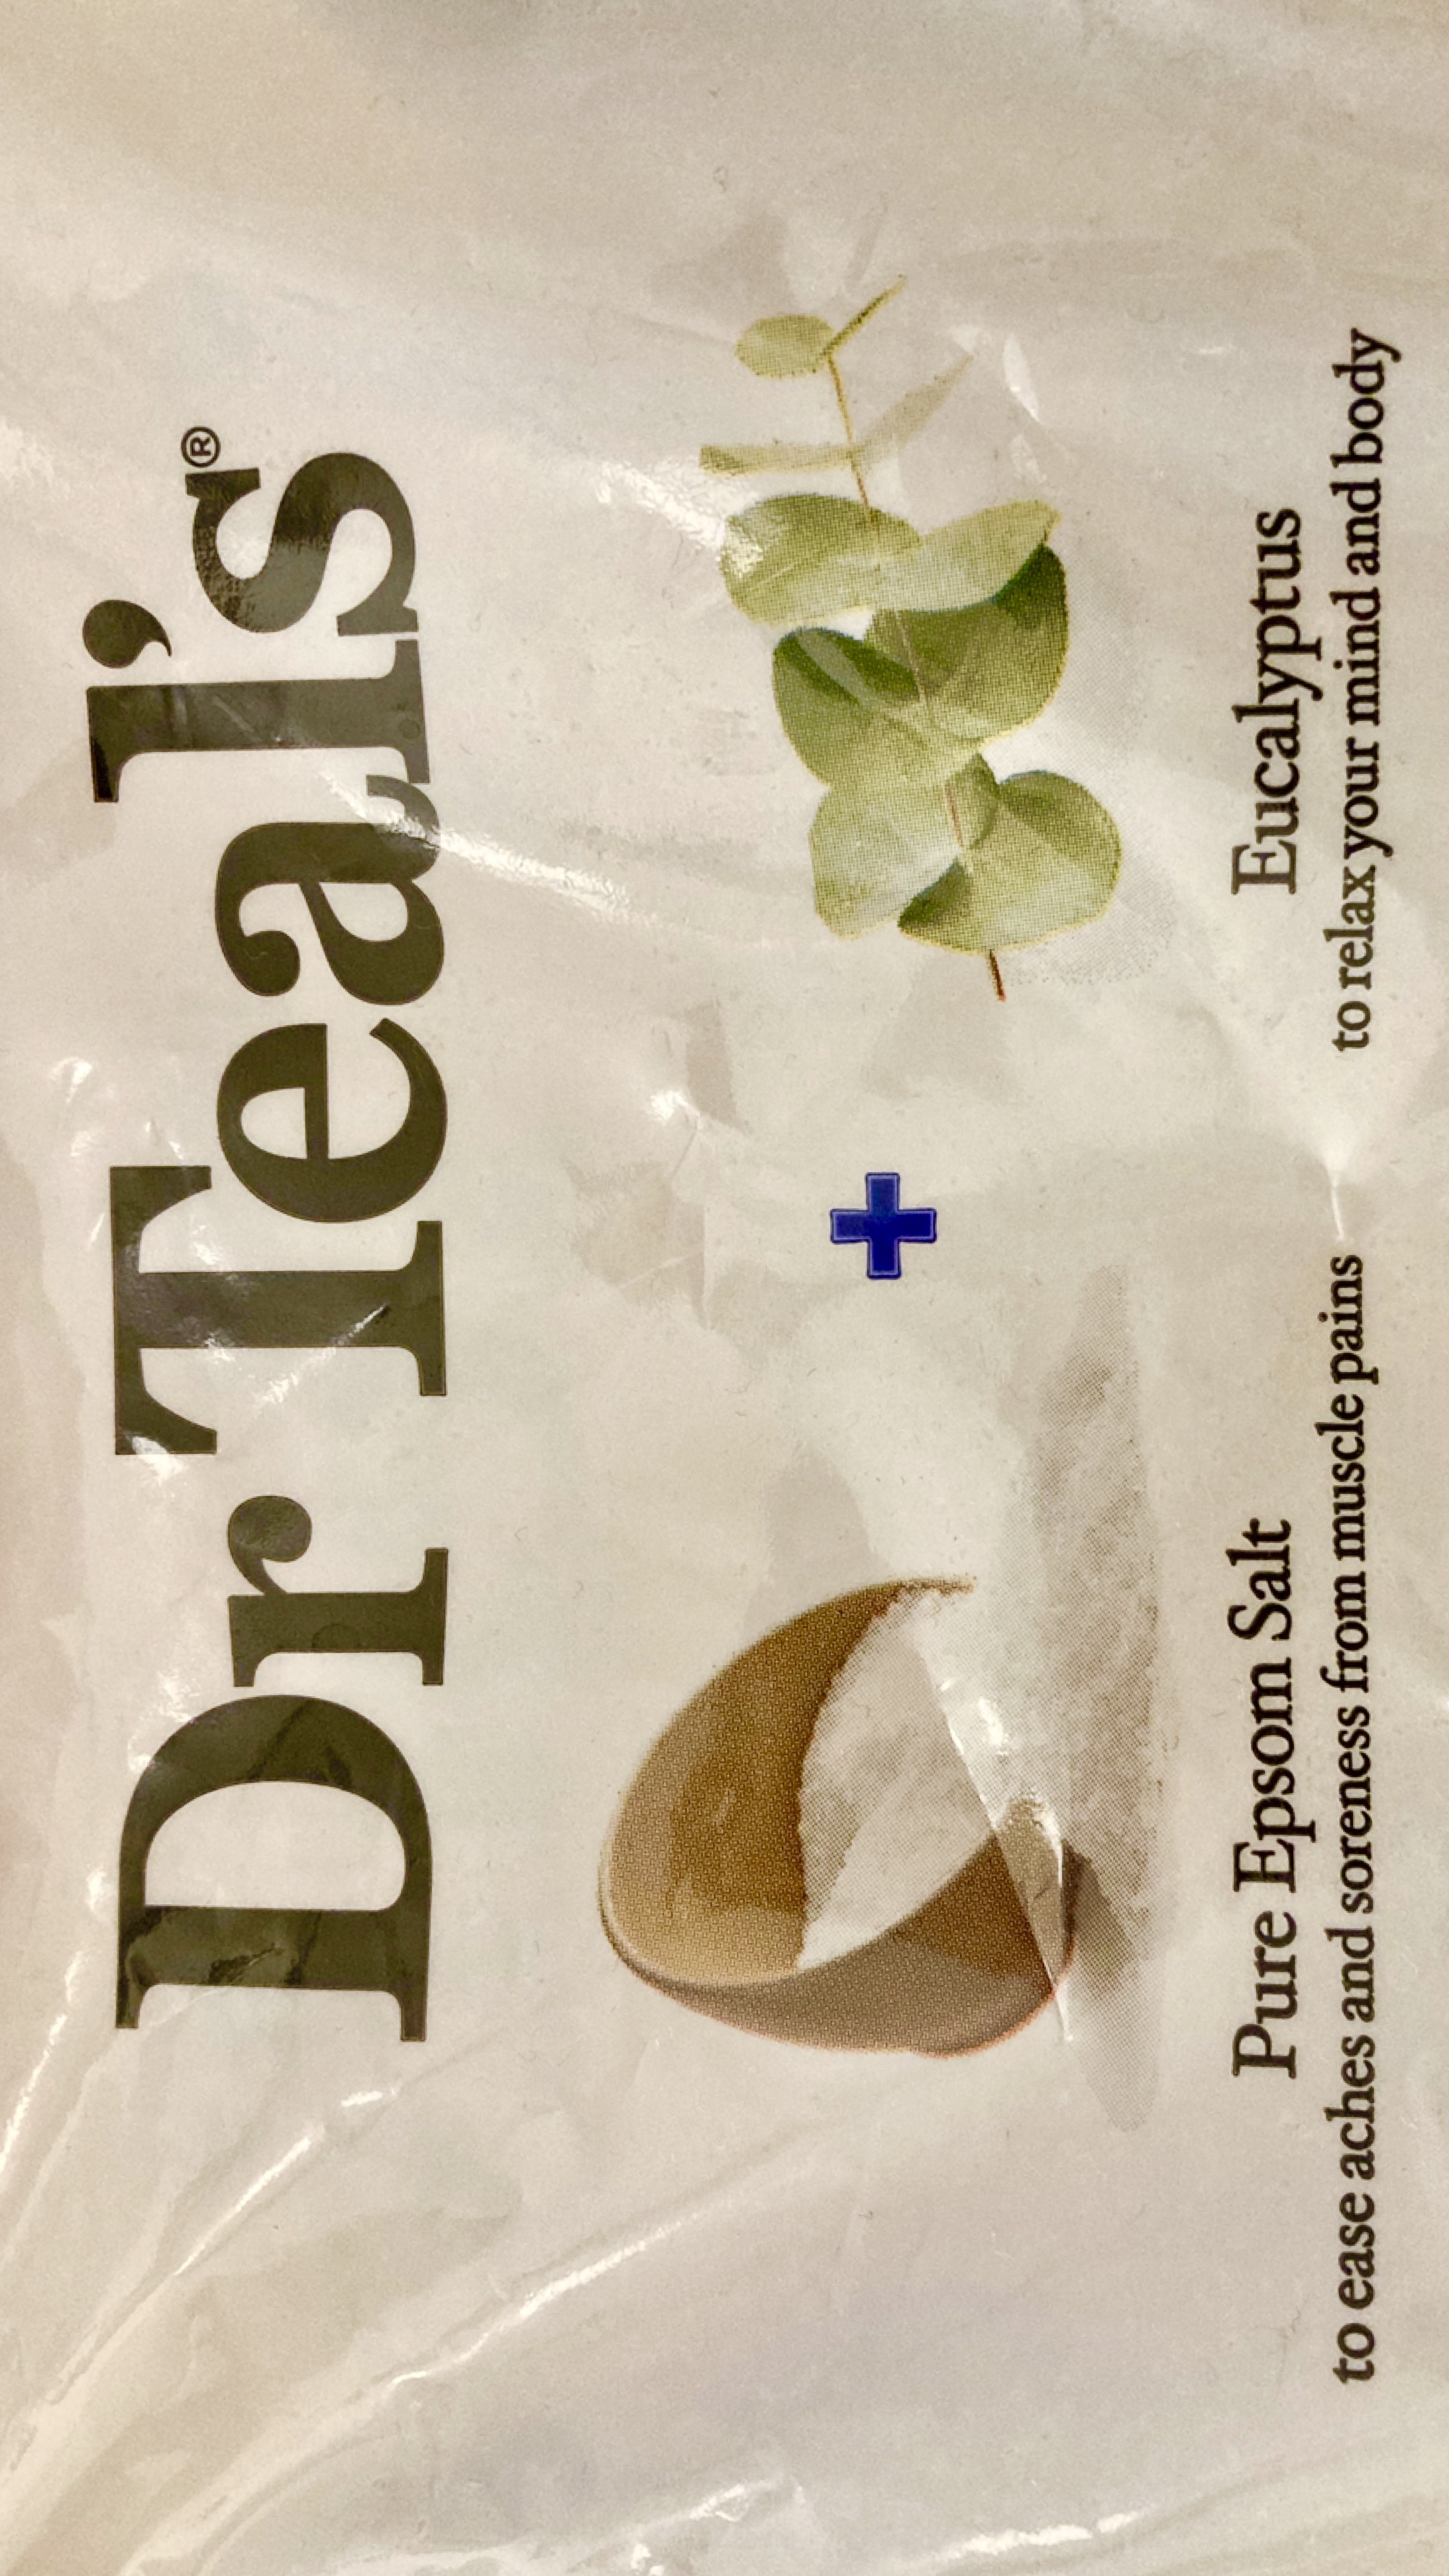 Dr Teal's®
Pure Epsom Salt
to ease aches and soreness from muscle pains
Eucalyptus
to relax your mind and body